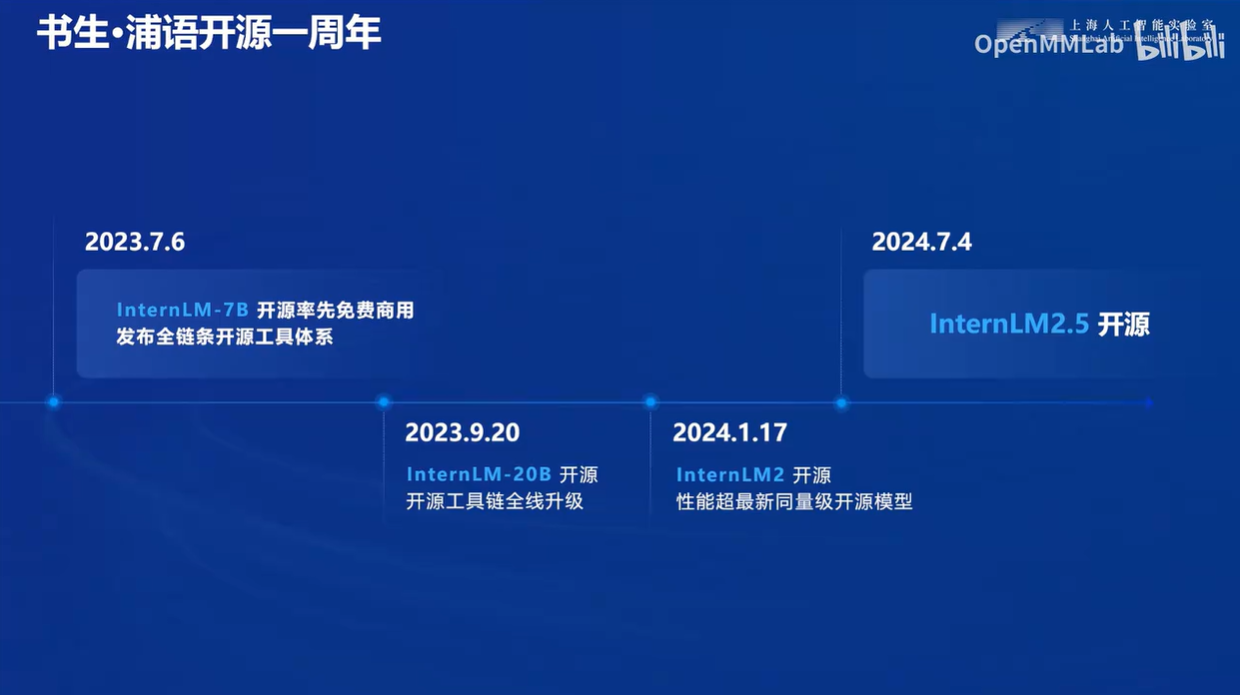 书生·浦语开源一周年
上海人工智能实验室
Shanghai Artificial Intelligence Laboratory
OpenMMLab bilibili
2023.7.6
InternLM-7B 开源率先免费商用
发布全链条开源工具体系
2023.9.20
InternLM-20B 开源
开源工具链全线升级
2024.1.17
InternLM2 开源
性能超最新同量级开源模型
2024.7.4
InternLM2.5 开源